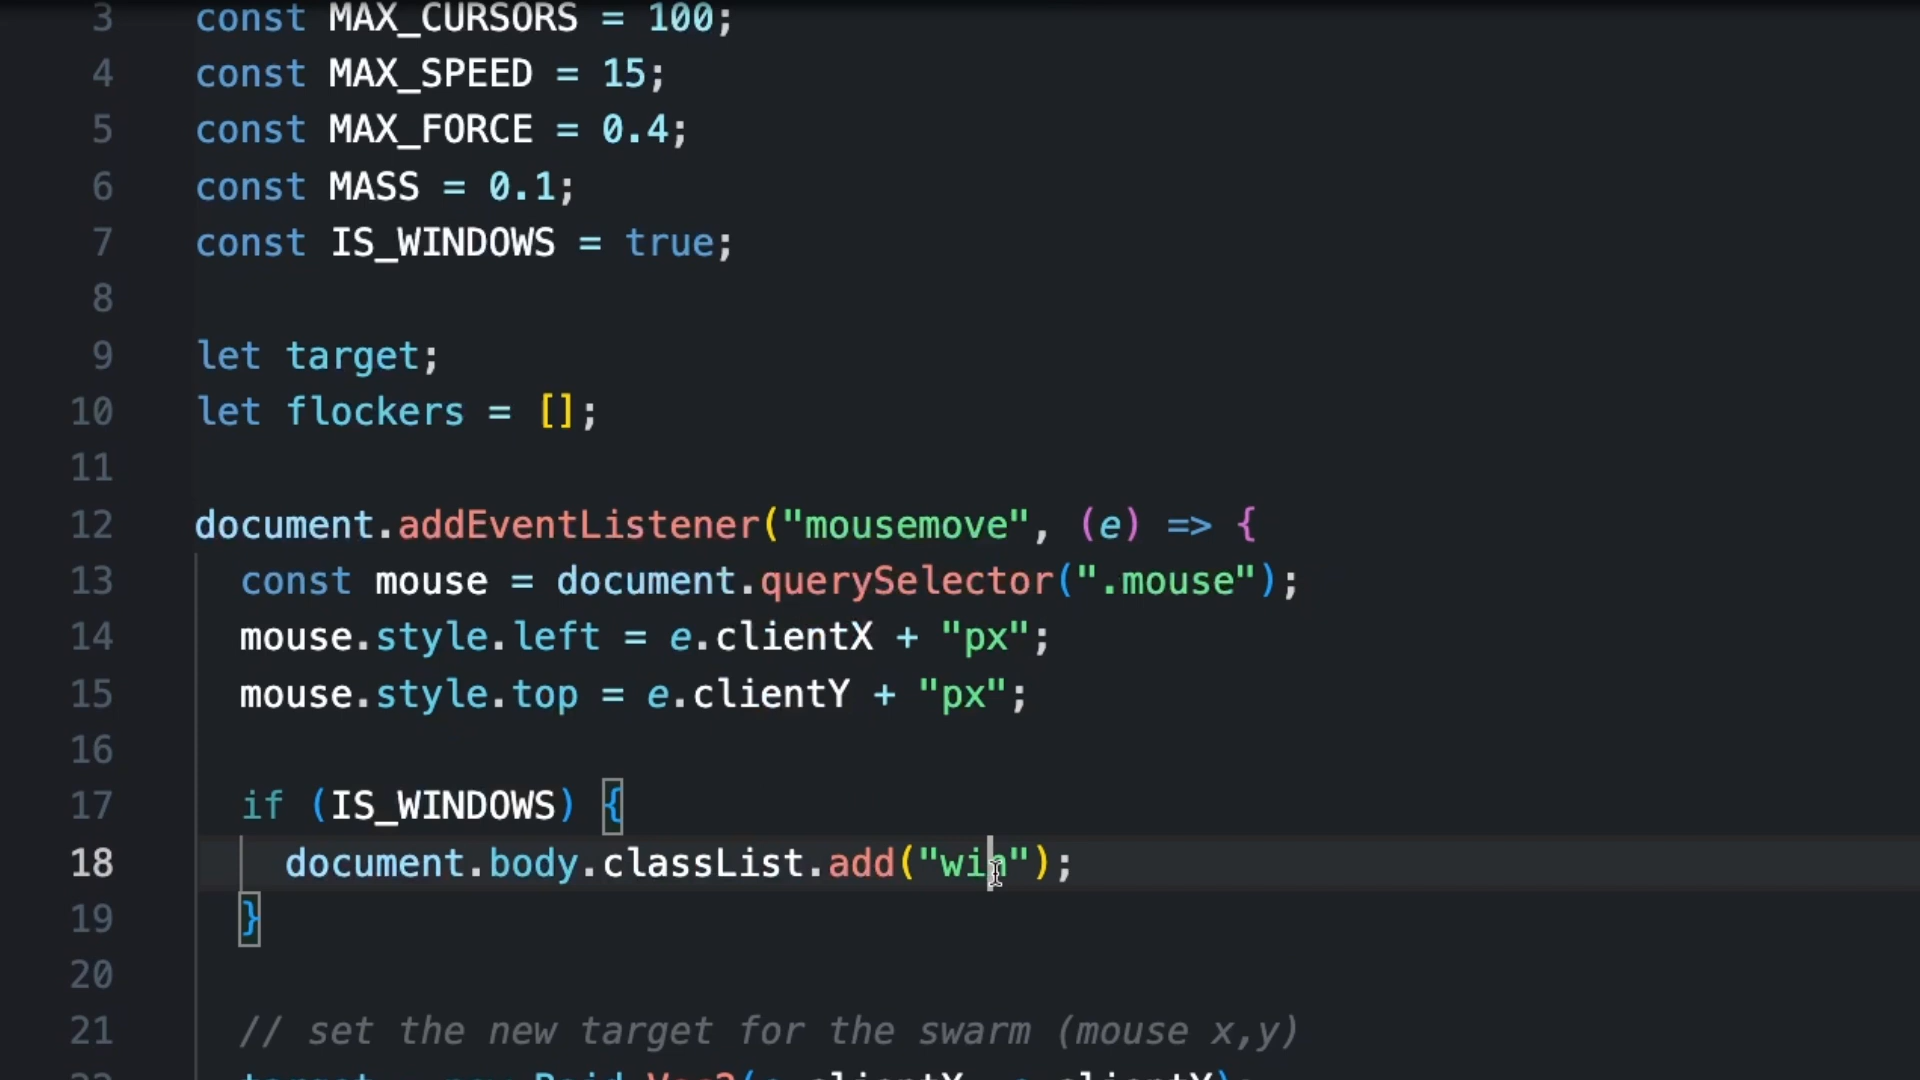 3 const MAX_CURSORS = 100;
4 const MAX_SPEED = 15;
5 const MAX_FORCE = 0.4;
6 const MASS = 0.1;
7 const IS_WINDOWS = true;
8
9 let target;
10 let flockers = [];
11
12 document.addEventListener("mousemove", (e) => {
13 const mouse = document.querySelector(".mouse");
14 mouse.style.left = e.clientX + "px";
15 mouse.style.top = e.clientY + "px";
16
17 if (IS_WINDOWS) {
18 document.body.classList.add("win");
19 }
20
21 // set the new target for the swarm (mouse x,y)